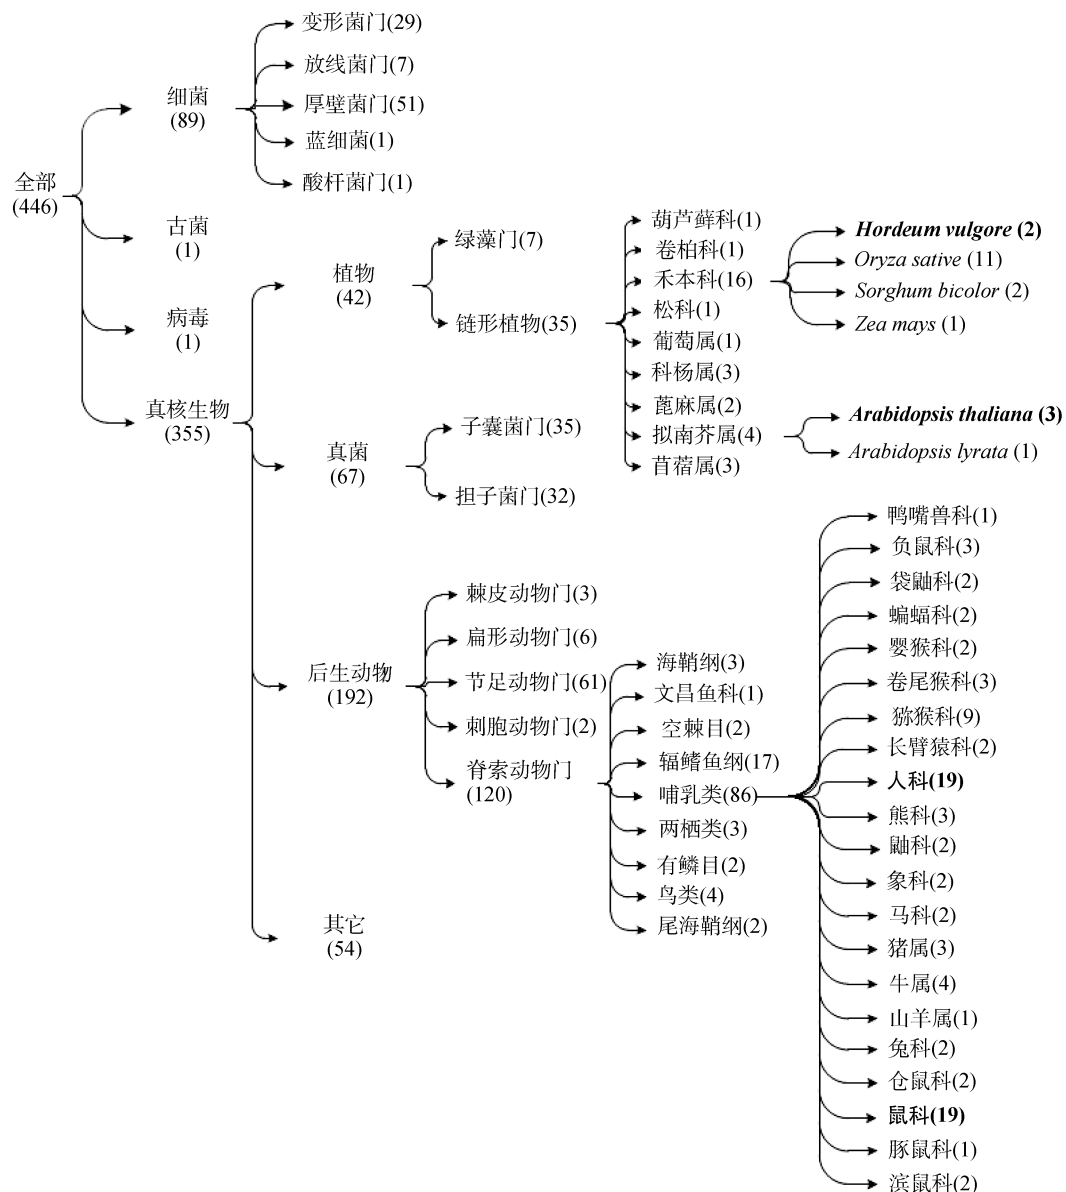 全部
(446)
细菌
(89)
变形菌门(29)
放线菌门(7)
厚壁菌门(51)
蓝细菌(1)
酸杆菌门(1)
古菌
(1)
病毒
(1)
真核生物
(355)
植物
(42)
绿藻门(7)
链形植物(35)
葫芦藓科(1)
卷柏科(1)
禾本科(16)
松科(1)
葡萄属(1)
科杨属(3)
蓖麻属(2)
拟南芥属(4)
苜蓿属(3)
Hordeum vulgore (2)
Oryza sative (11)
Sorghum bicolor (2)
Zea mays (1)
Arabidopsis thaliana (3)
Arabidopsis lyrata (1)
真菌
(67)
子囊菌门(35)
担子菌门(32)
后生动物
(192)
棘皮动物门(3)
扁形动物门(6)
节足动物门(61)
刺胞动物门(2)
脊索动物门
(120)
海鞘纲(3)
文昌鱼科(1)
空棘目(2)
辐鳍鱼纲(17)
哺乳类(86)
两栖类(3)
有鳞目(2)
鸟类(4)
尾海鞘纲(2)
鸭嘴兽科(1)
负鼠科(3)
袋鼬科(2)
蝙蝠科(2)
婴猴科(2)
卷尾猴科(3)
猕猴科(9)
长臂猿科(2)
人科(19)
熊科(3)
鼬科(2)
象科(2)
马科(2)
猪属(3)
牛属(4)
山羊属(1)
兔科(2)
仓鼠科(2)
鼠科(19)
豚鼠科(1)
滨鼠科(2)
其它
(54)